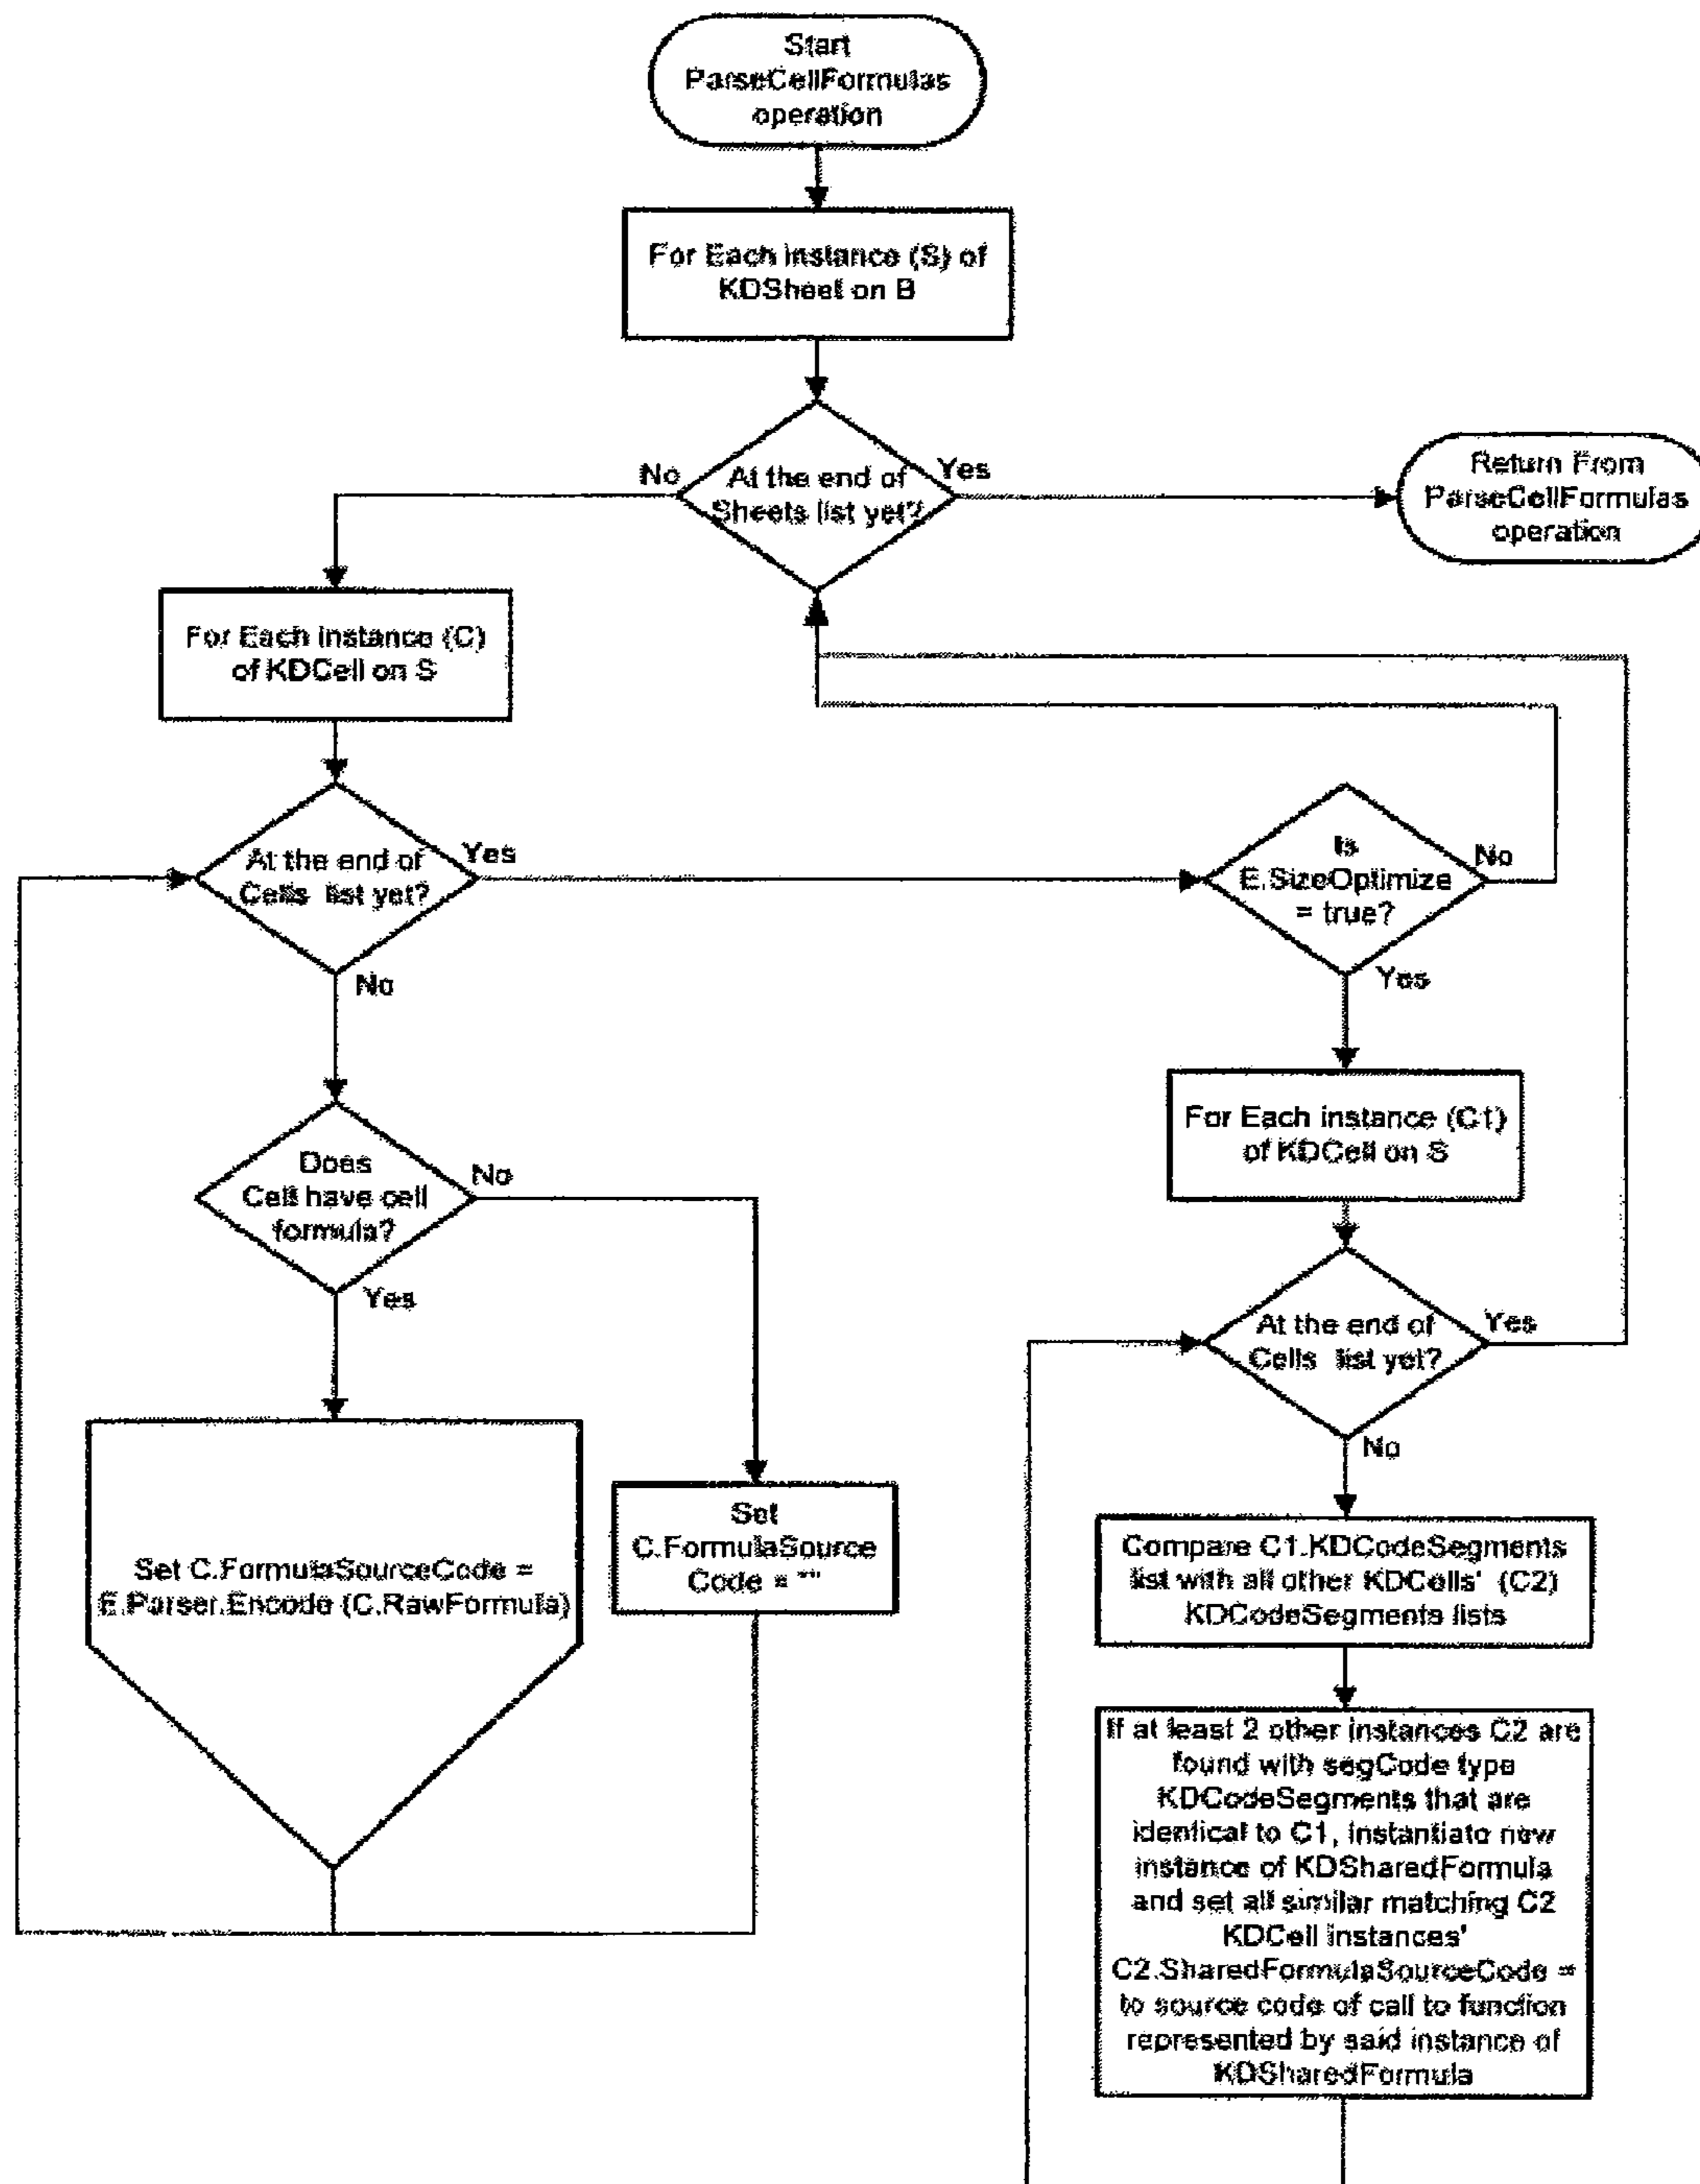 Start
ParseCellFormulas
operation
For Each instance (S) of
KDSheet on B
At the end of
Sheets list yet?
No
Yes
Return From
ParseCellFormulas
operation
For Each instance (C)
of KDCell on S
At the end of
Cells list yet?
Yes
No
Is
E.SizeOptimize
= true?
No
Yes
For Each instance (C1)
of KDCell on S
Does
Cell have cell
formula?
No
Yes
At the end of
Cells list yet?
Yes
No
Set C.FormulaSourceCode =
E.Parser.Encode (C.RawFormula)
Set
C.FormulaSource
Code = ""
Compare C1.KDCodeSegments
list with all other KDCells' (C2)
KDCodeSegments lists
If at least 2 other instances C2 are
found with segCode type
KDCodeSegments that are
identical to C1, instantiate new
instance of KDSharedFormula
and set all similar matching C2
KDCell instances'
C2.SharedFormulaSourceCode =
to source code of call to function
represented by said instance of
KDSharedFormula